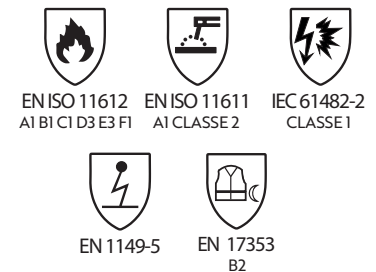 EN ISO 11612
A1 B1 C1 D3 E3 F1
EN ISO 11611
A1 CLASSE 2
IEC 61482-2
CLASSE 1
EN 1149-5
EN 17353
B2